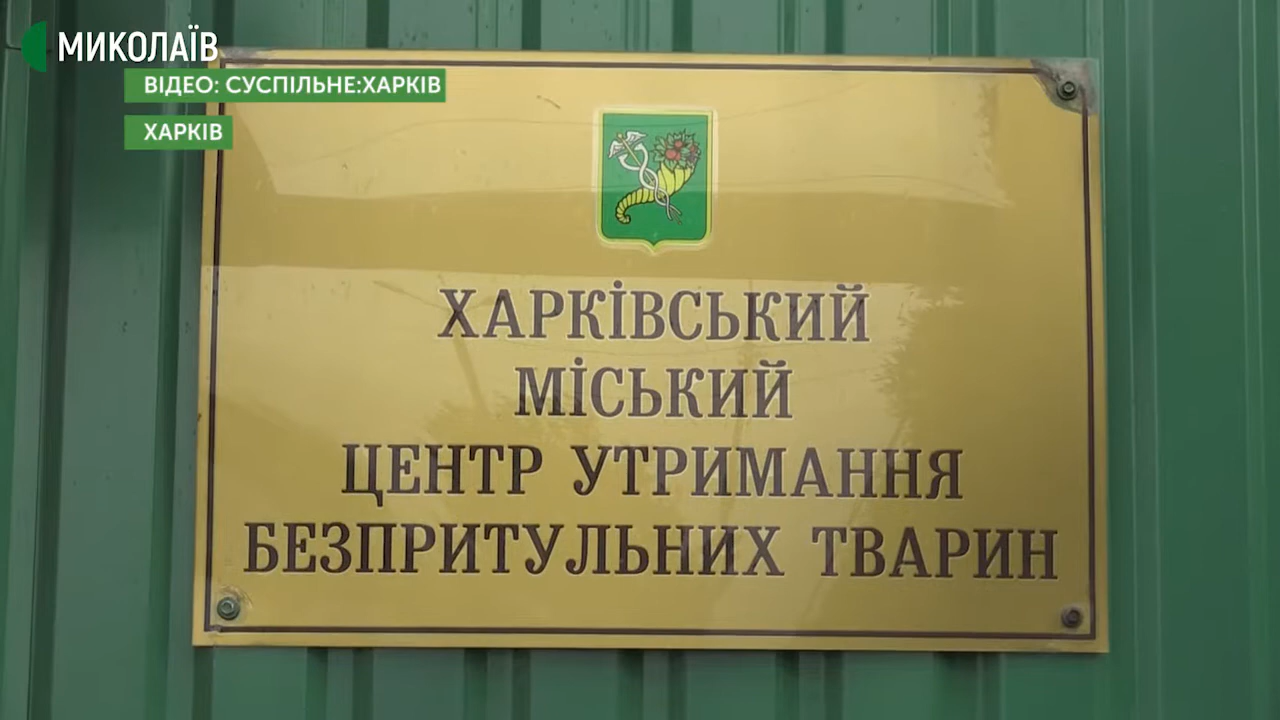 МИКОЛАЇВ
ВІДЕО: СУСПІЛЬНЕ:ХАРКІВ
ХАРКІВ
ХАРКІВСЬКИЙ
МІСЬКИЙ
ЦЕНТР УТРИМАННЯ
БЕЗПРИТУЛЬНИХ ТВАРИН